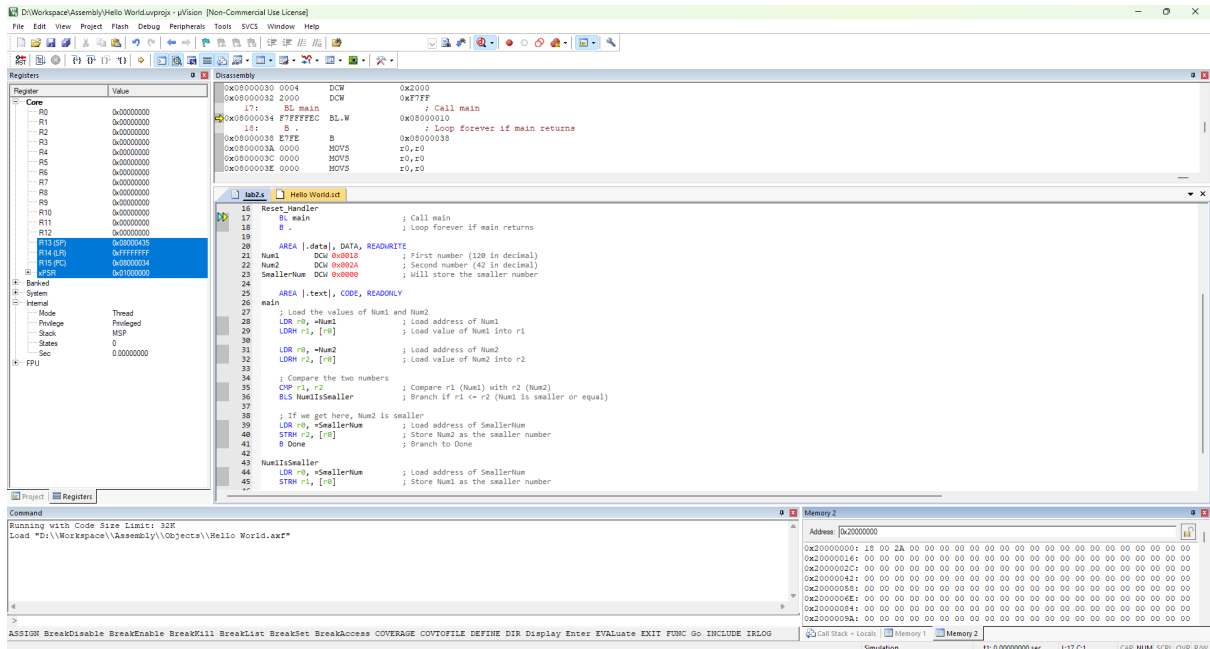 D:\Workspace\Assembly\Hello World.uvprojx - µVision [Non-Commercial Use License]
File Edit View Project Flash Debug Peripherals Tools SVCS Window Help
Registers
Register Value
Core
R0 0x00000000
R1 0x00000000
R2 0x00000000
R3 0x00000000
R4 0x00000000
R5 0x00000000
R6 0x00000000
R7 0x00000000
R8 0x00000000
R9 0x00000000
R10 0x00000000
R11 0x00000000
R12 0x00000000
R13 (SP) 0x08000435
R14 (LR) 0xFFFFFFFF
R15 (PC) 0x08000034
xPSR 0x01000000
Banked
System
Internal
Mode Thread
Privilege Privileged
Stack MSP
States 0
Sec 0.00000000
FPU
Project Registers
Disassembly
0x08000030 0004 DCW 0x2000
0x08000032 2000 DCW 0xF7FF
17: BL main ; Call main
0x08000034 F7FFFFEC BL.W 0x08000010
18: B . ; Loop forever if main returns
0x08000038 E7FE B 0x08000038
0x0800003A 0000 MOVS r0,r0
0x0800003C 0000 MOVS r0,r0
0x0800003E 0000 MOVS r0,r0
lab2.s Hello World.sct
16 Reset_Handler
17 BL main ; Call main
18 B . ; Loop forever if main returns
19
20 AREA |.data|, DATA, READWRITE
21 Num1 DCW 0x0018 ; First number (120 in decimal)
22 Num2 DCW 0x002A ; Second number (42 in decimal)
23 SmallerNum DCW 0x0000 ; Will store the smaller number
24
25 AREA |.text|, CODE, READONLY
26 main
27 ; Load the values of Num1 and Num2
28 LDR r0, =Num1 ; Load address of Num1
29 LDRH r1, [r0] ; Load value of Num1 into r1
30
31 LDR r0, =Num2 ; Load address of Num2
32 LDRH r2, [r0] ; Load value of Num2 into r2
33
34 ; Compare the two numbers
35 CMP r1, r2 ; Compare r1 (Num1) with r2 (Num2)
36 BLS Num1IsSmaller ; Branch if r1 <= r2 (Num1 is smaller or equal)
37
38 ; If we get here, Num2 is smaller
39 LDR r0, =SmallerNum ; Load address of SmallerNum
40 STRH r2, [r0] ; Store Num2 as the smaller number
41 B Done ; Branch to Done
42
43 Num1IsSmaller
44 LDR r0, =SmallerNum ; Load address of SmallerNum
45 STRH r1, [r0] ; Store Num1 as the smaller number
Command
Running with Code Size Limit: 32K
Load "D:\\Workspace\\Assembly\\Objects\\Hello World.axf"
>
ASSIGN BreakDisable BreakEnable BreakKill BreakList BreakSet BreakAccess COVERAGE COVTOFILE DEFINE DIR Display Enter EVALuate EXIT FUNC Go INCLUDE IRLOG
Memory 2
Address: 0x20000000
0x20000000: 18 00 2A 00 00 00 00 00 00 00 00 00 00 00 00 00 00 00 00 00 00 00
0x20000016: 00 00 00 00 00 00 00 00 00 00 00 00 00 00 00 00 00 00 00 00 00 00
0x2000002C: 00 00 00 00 00 00 00 00 00 00 00 00 00 00 00 00 00 00 00 00 00 00
0x20000042: 00 00 00 00 00 00 00 00 00 00 00 00 00 00 00 00 00 00 00 00 00 00
0x20000058: 00 00 00 00 00 00 00 00 00 00 00 00 00 00 00 00 00 00 00 00 00 00
0x2000006E: 00 00 00 00 00 00 00 00 00 00 00 00 00 00 00 00 00 00 00 00 00 00
0x20000084: 00 00 00 00 00 00 00 00 00 00 00 00 00 00 00 00 00 00 00 00 00 00
0x2000009A: 00 00 00 00 00 00 00 00 00 00 00 00 00 00 00 00 00 00 00 00 00 00
Call Stack + Locals Memory 1 Memory 2
Simulation t1: 0.00000000 sec L:17 C:1 CAP NUM SCRL OVR R/W